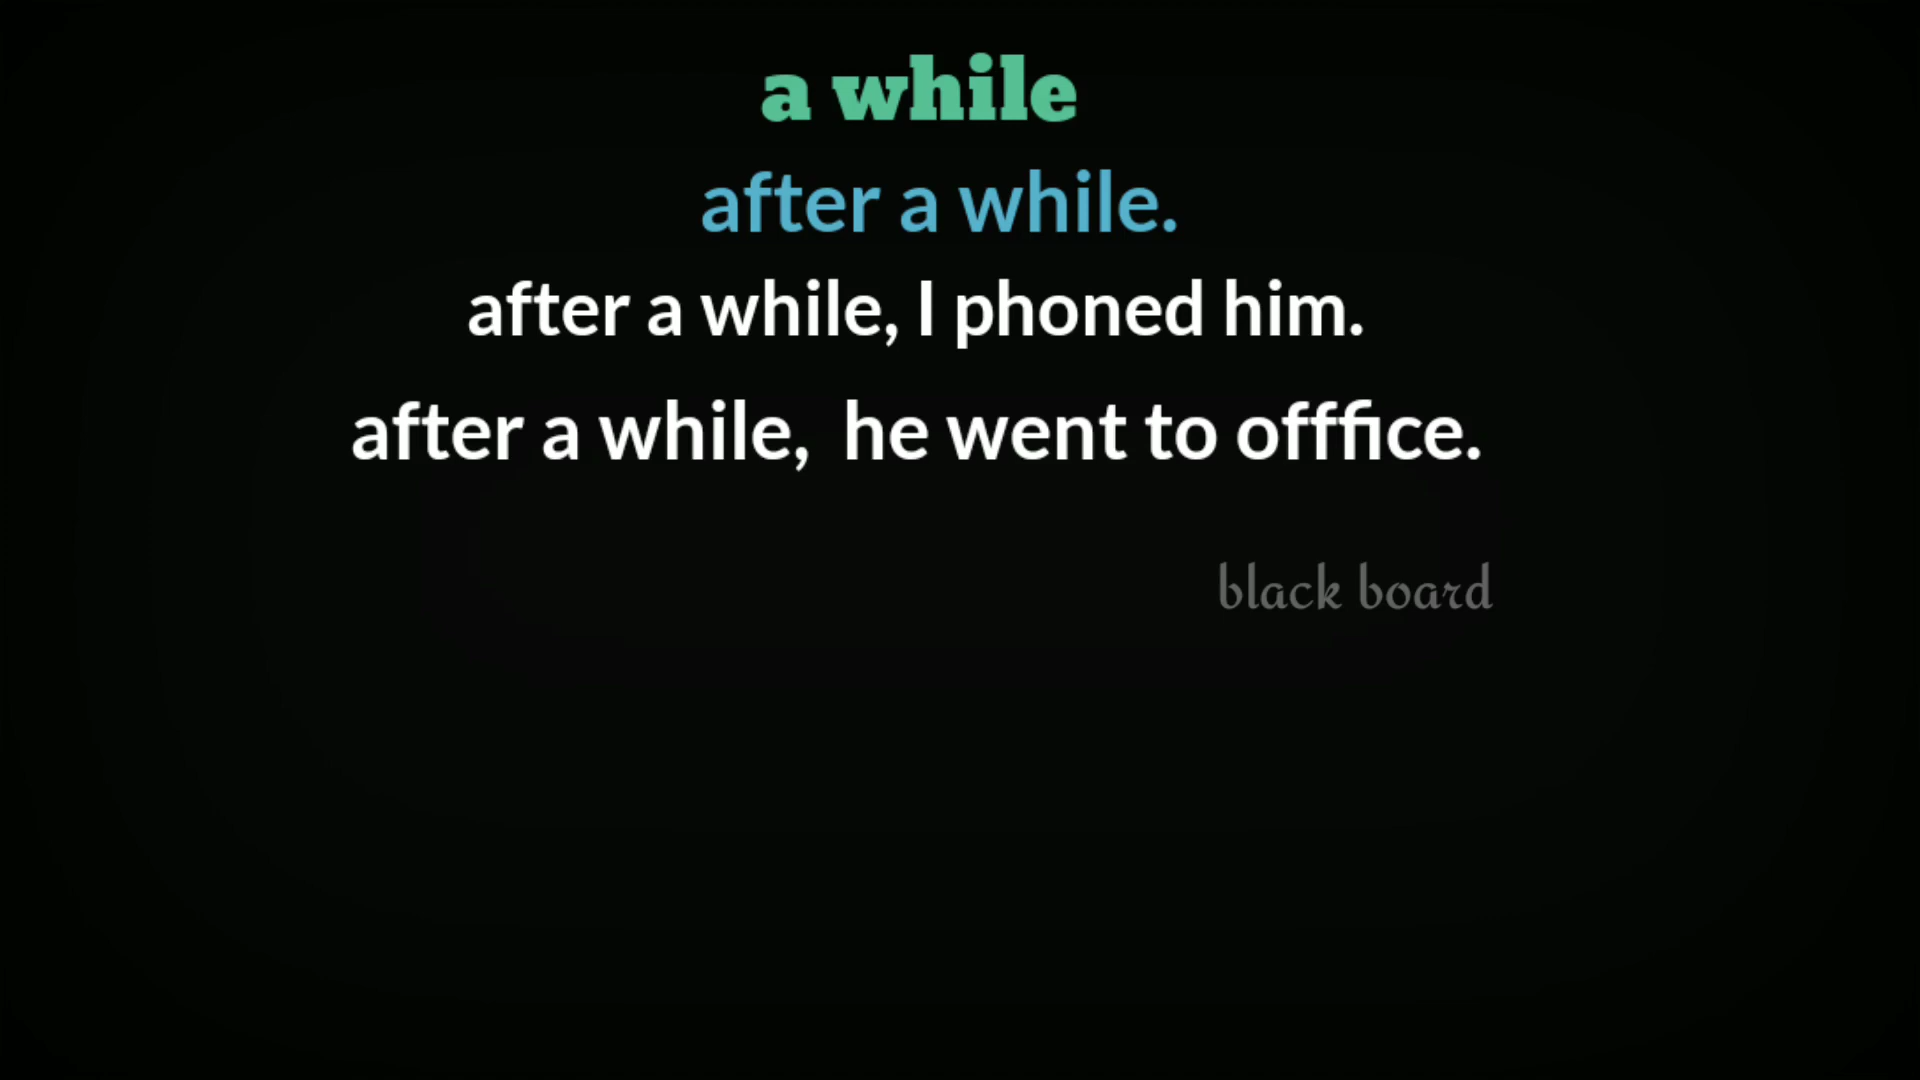 a while
after a while.
after a while, I phoned him.
after a while,  he went to offfice.
black board